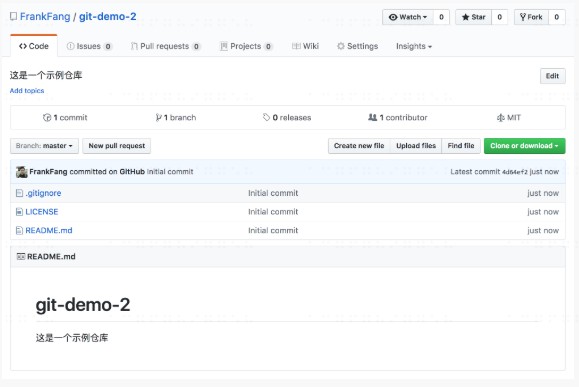 FrankFang / git-demo-2
Watch 0 Star 0 Fork 0
Code Issues 0 Pull requests 0 Projects 0 Wiki Settings Insights
这是一个示例仓库 Edit
Add topics
1 commit 1 branch 0 releases 1 contributor MIT
Branch: master New pull request Create new file Upload files Find file Clone or download
FrankFang committed on GitHub Initial commit Latest commit 4d64ef2 just now
.gitignore Initial commit just now
LICENSE Initial commit just now
README.md Initial commit just now
README.md
git-demo-2
这是一个示例仓库